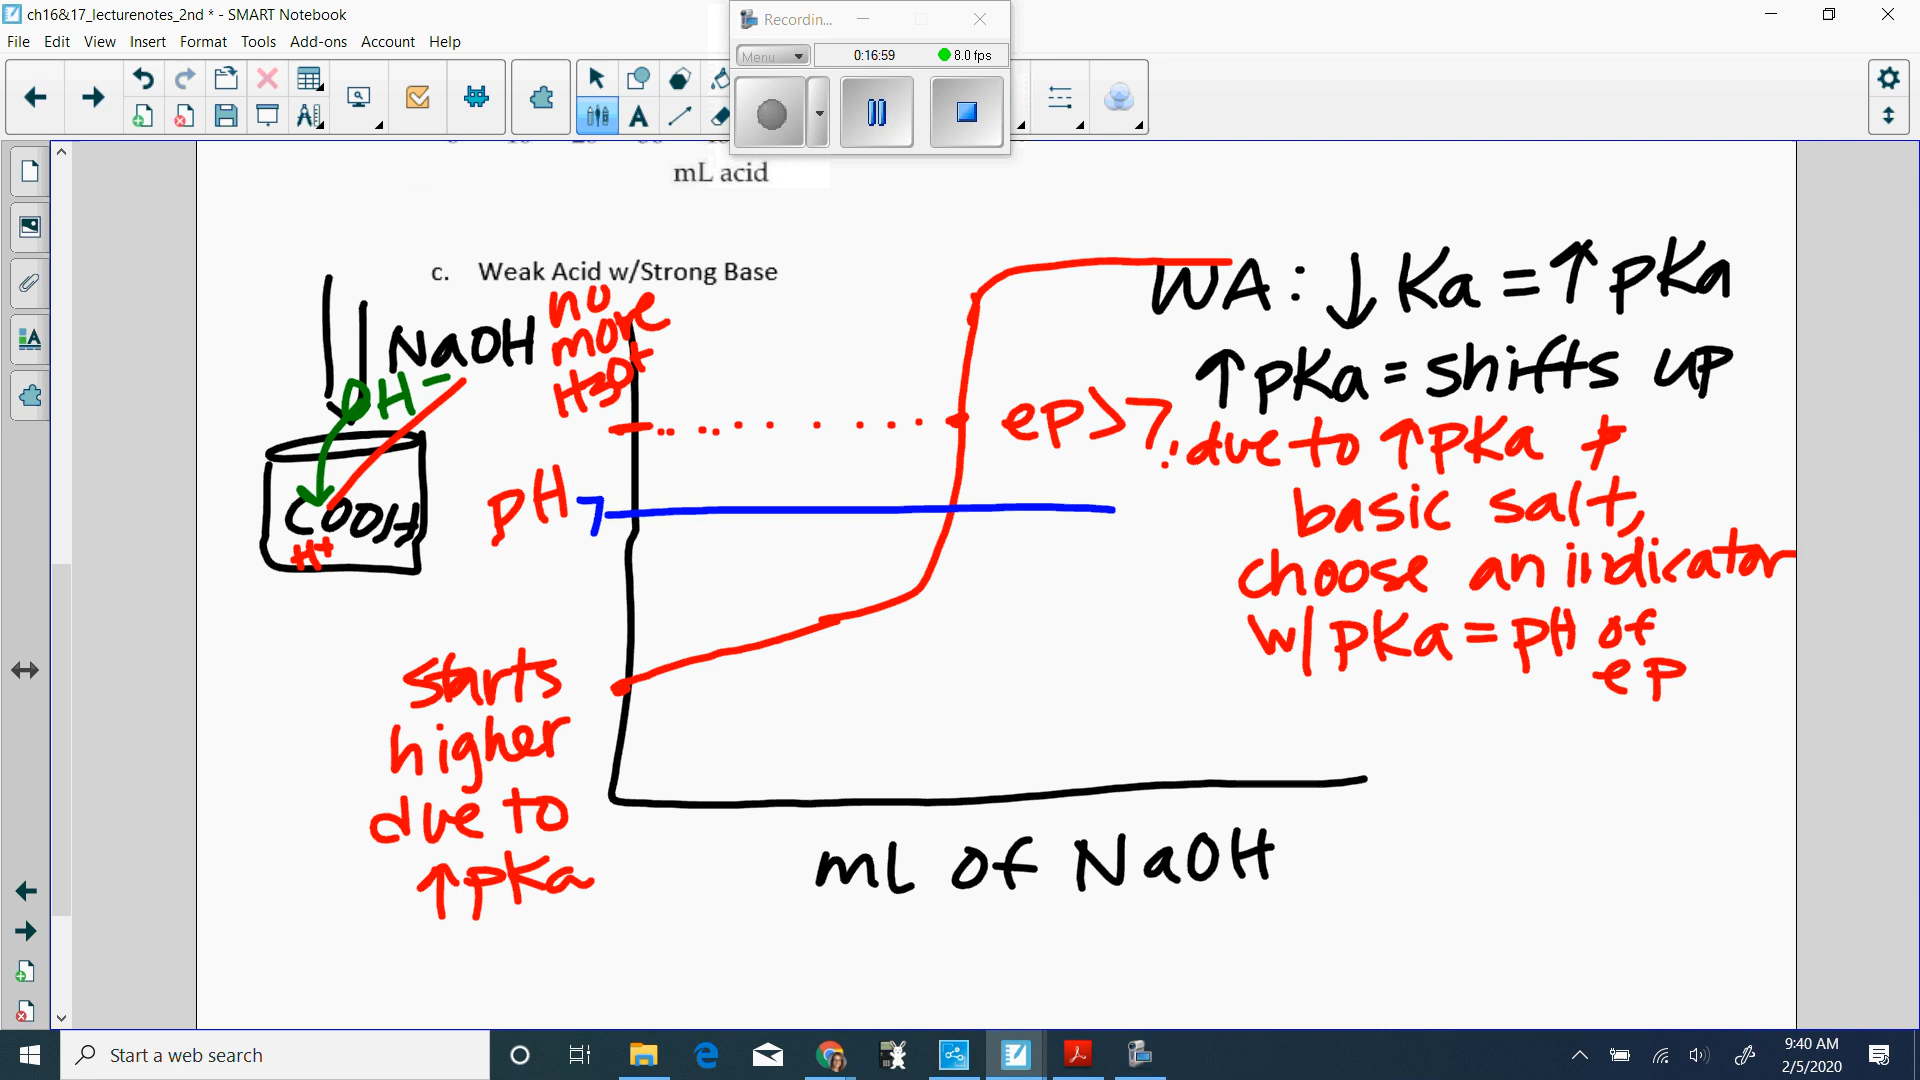 ch16&17_lecturenotes_2nd * - SMART Notebook
File Edit View Insert Format Tools Add-ons Account Help
Recordin...
Menu 0:16:59 8.0 fps
mL acid
c. Weak Acid w/Strong Base
NaOH
OH-
COOH
H+
no
more
H3O+
pH 7
starts
higher
due to
↑pKa
ep>7
mL of NaOH
WA: ↓ Ka = ↑ pKa
↑ pKa = shifts up
due to ↑pKa +
basic salt,
choose an indicator
w/ pKa = pH of
ep
Start a web search
9:40 AM
2/5/2020